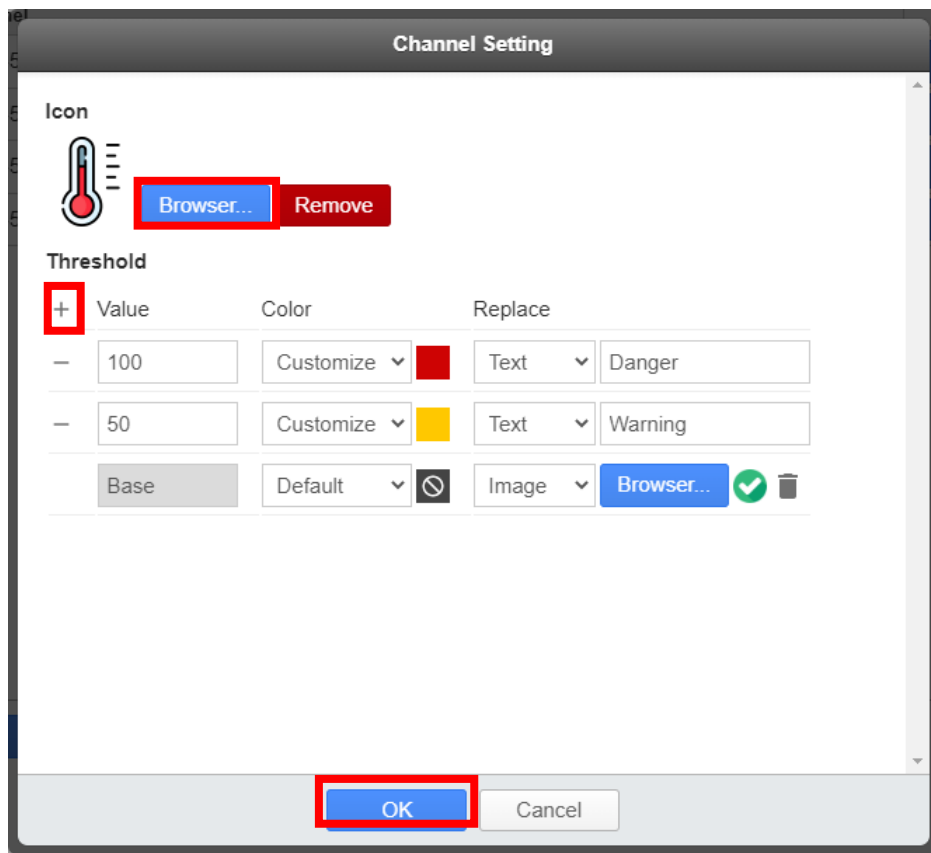 Channel Setting
Icon
Browser... Remove
Threshold
+ Value Color Replace
− 100 Customize Text Danger
− 50 Customize Text Warning
Base Default Image Browser...
OK Cancel